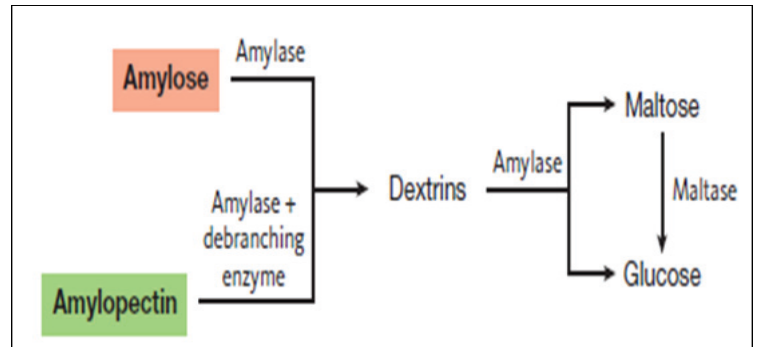 Amylase
Amylose
Maltose
Amylase
Dextrins
Maltase
Amylase +
debranching
enzyme
Glucose
Amylopectin